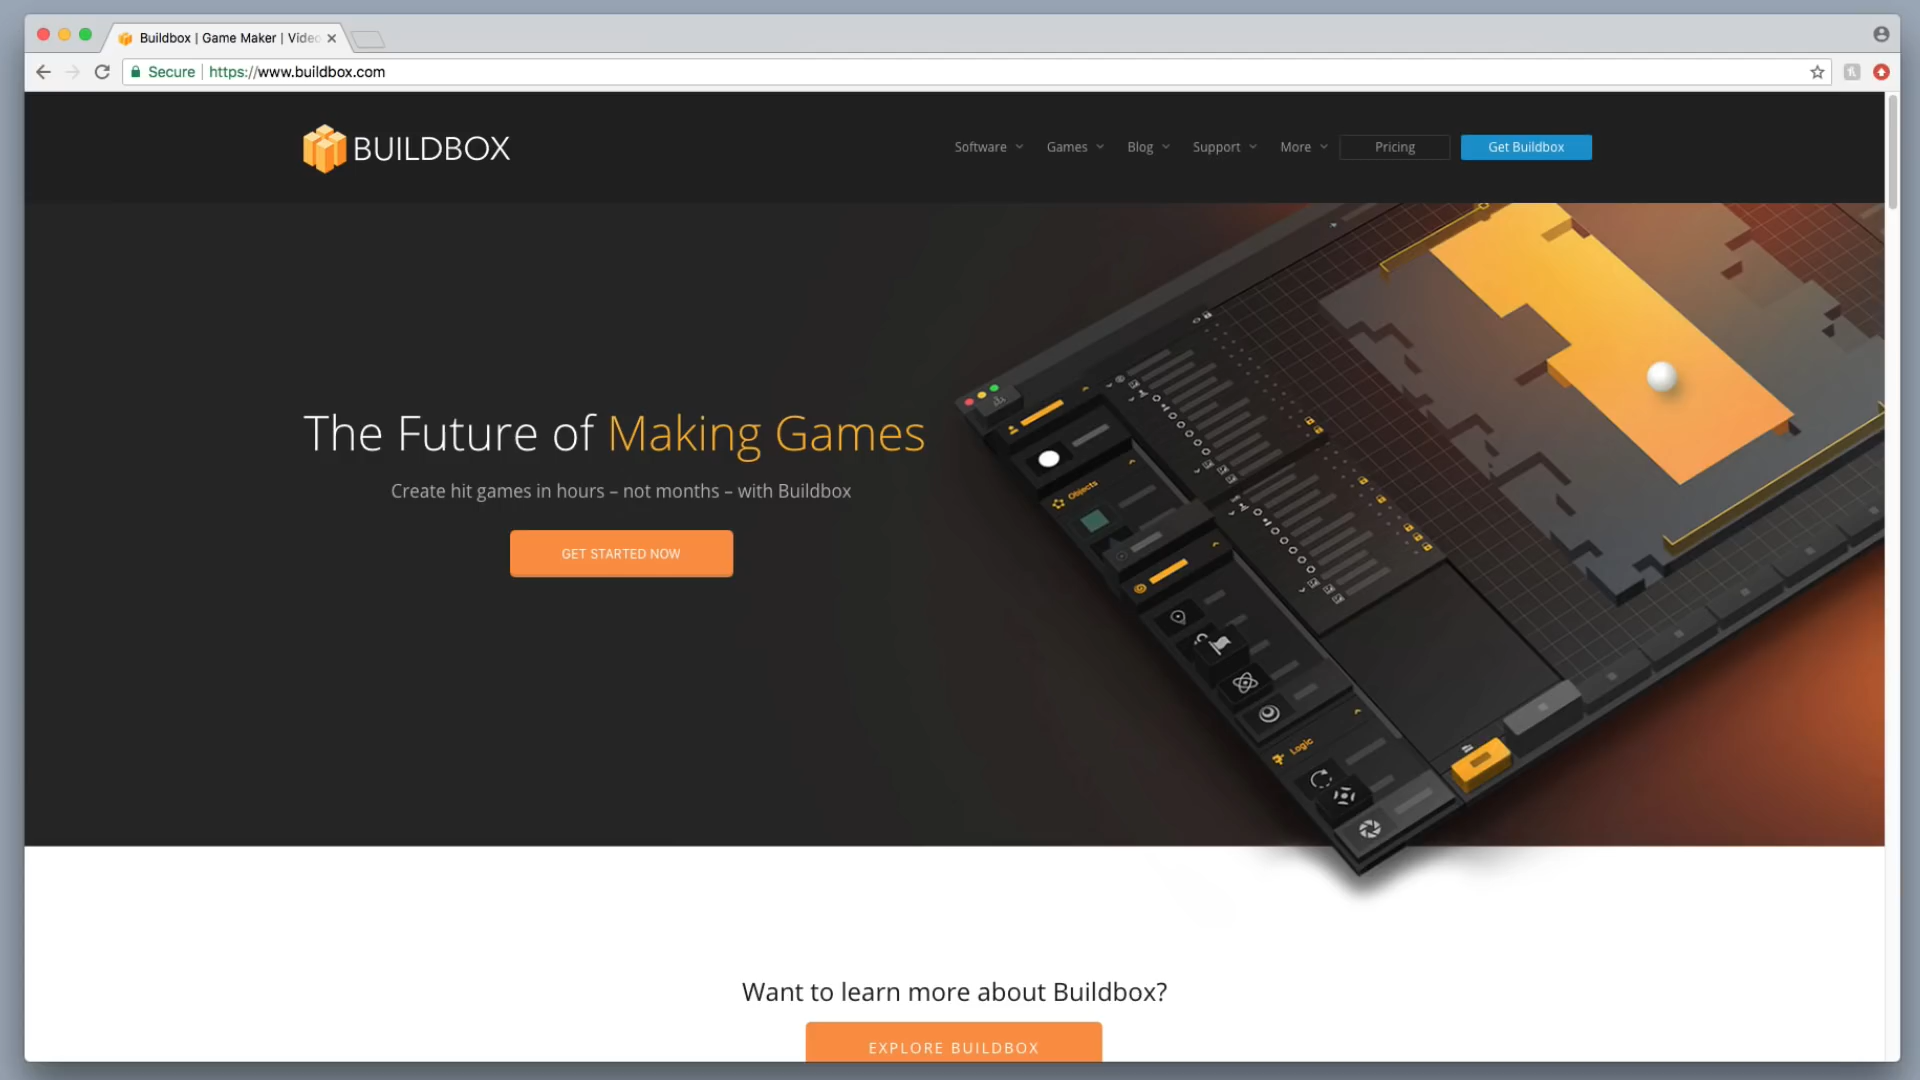 Buildbox | Game Maker | Video
Secure https://www.buildbox.com
BUILDBOX
Software Games Blog Support More Pricing Get Buildbox
The Future of Making Games
Create hit games in hours – not months – with Buildbox
GET STARTED NOW
Objects
Logic
Want to learn more about Buildbox?
EXPLORE BUILDBOX